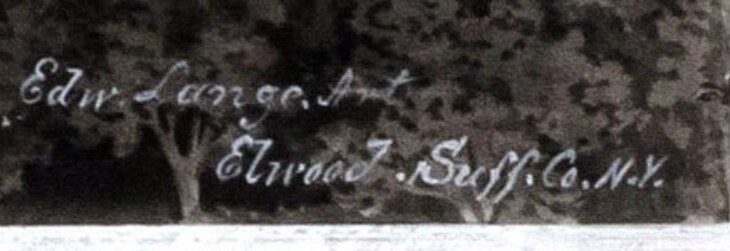 Edw. Lange. Art
Elwood. Suff. Co. N.Y.